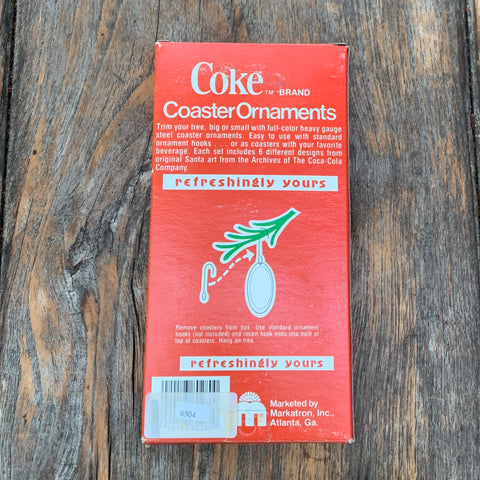 Coke
TM BRAND
Coaster Ornaments
Trim your tree, big or small with full-color heavy gauge
steel coaster ornaments. Easy to use with standard
ornament hooks . . . or as coasters with your favorite
beverage. Each set includes 6 different designs from
original Santa art from the Archives of The Coca-Cola
Company.
refreshingly yours
Remove coasters from box. Use standard ornament
hooks (not included) and insert hook ends into hole at
top of coasters. Hang on tree.
refreshingly yours
6504
Marketed by
Markatron, Inc.,
Atlanta, Ga.